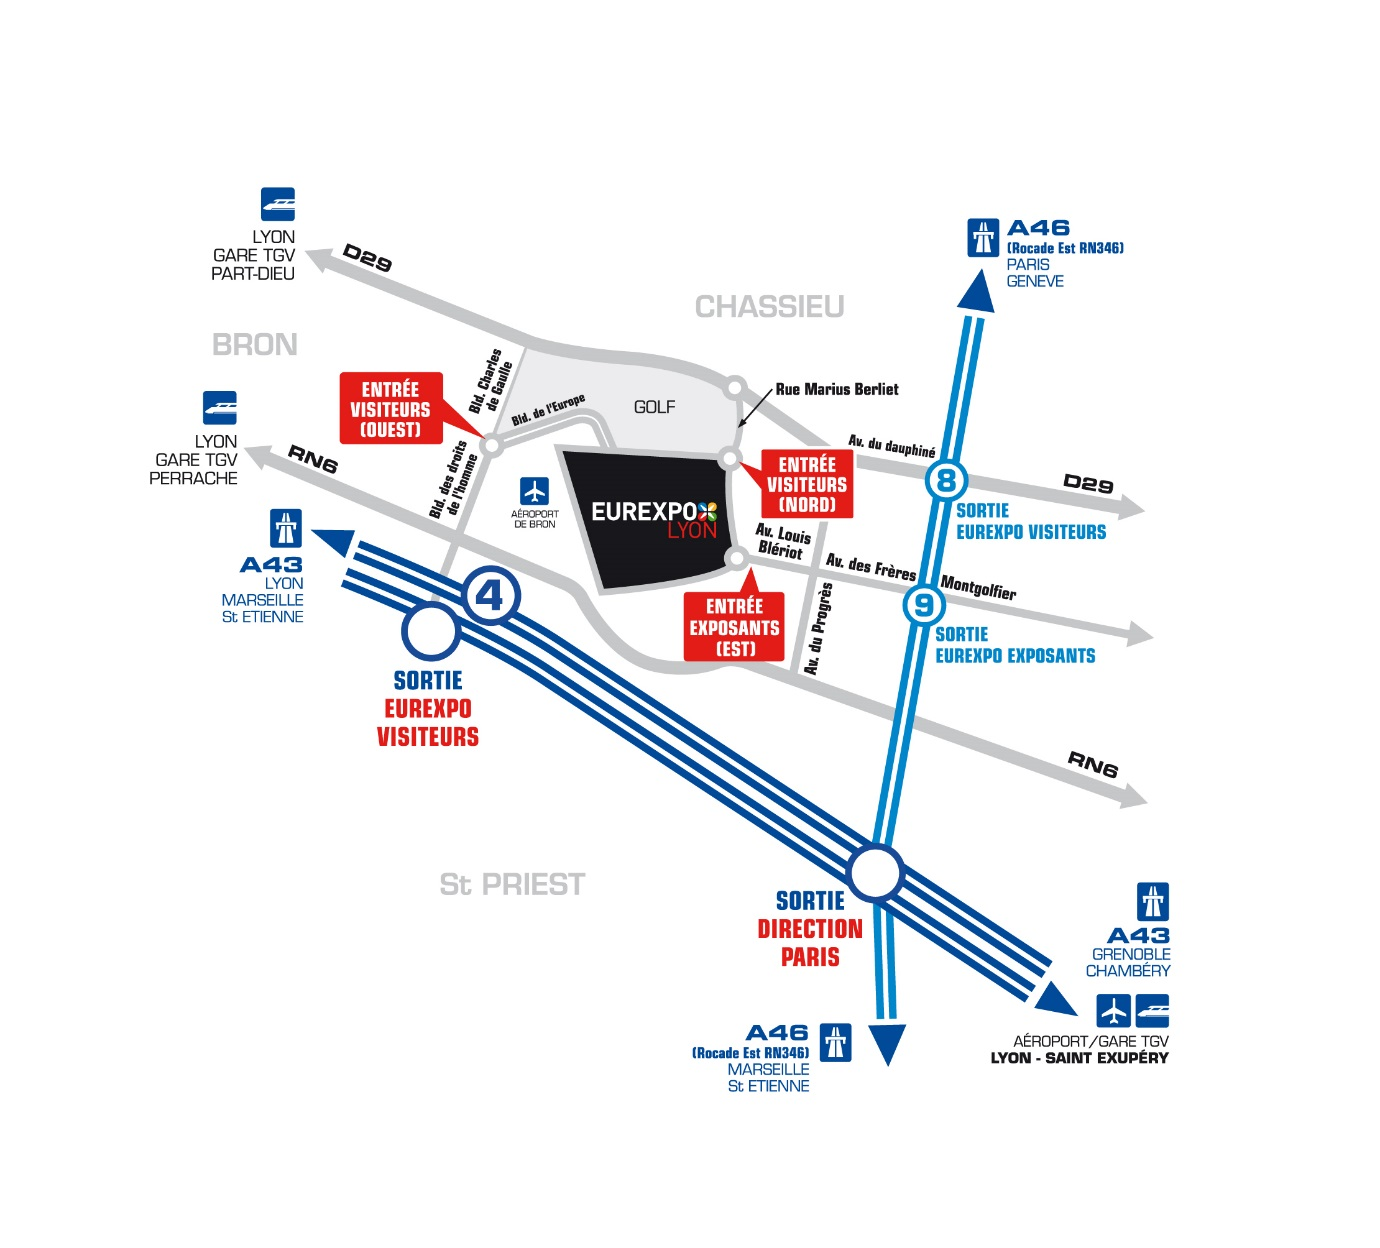 LYON
GARE TGV
PART-DIEU
D29
A46
(Rocade Est RN346)
PARIS
GENEVE
CHASSIEU
BRON
Bld. Charles
de Gaulle
ENTRÉE
VISITEURS
(OUEST)
Bld. de l'Europe
GOLF
Rue Marius Berliet
LYON
GARE TGV
PERRACHE
RN6
Bld. des droits
de l'homme
Av. du dauphiné
ENTRÉE
VISITEURS
(NORD)
8
D29
SORTIE
EUREXPO VISITEURS
AÉROPORT
DE BRON
EUREXPO
LYON
Av. Louis
Blériot
Av. des Frères
Montgolfier
A43
LYON
MARSEILLE
St ETIENNE
4
ENTRÉE
EXPOSANTS
(EST)
Av. du Progrès
9
SORTIE
EUREXPO EXPOSANTS
SORTIE
EUREXPO
VISITEURS
RN6
St PRIEST
SORTIE
DIRECTION
PARIS
A43
GRENOBLE
CHAMBÉRY
A46
(Rocade Est RN346)
MARSEILLE
St ETIENNE
AÉROPORT/GARE TGV
LYON - SAINT EXUPÉRY